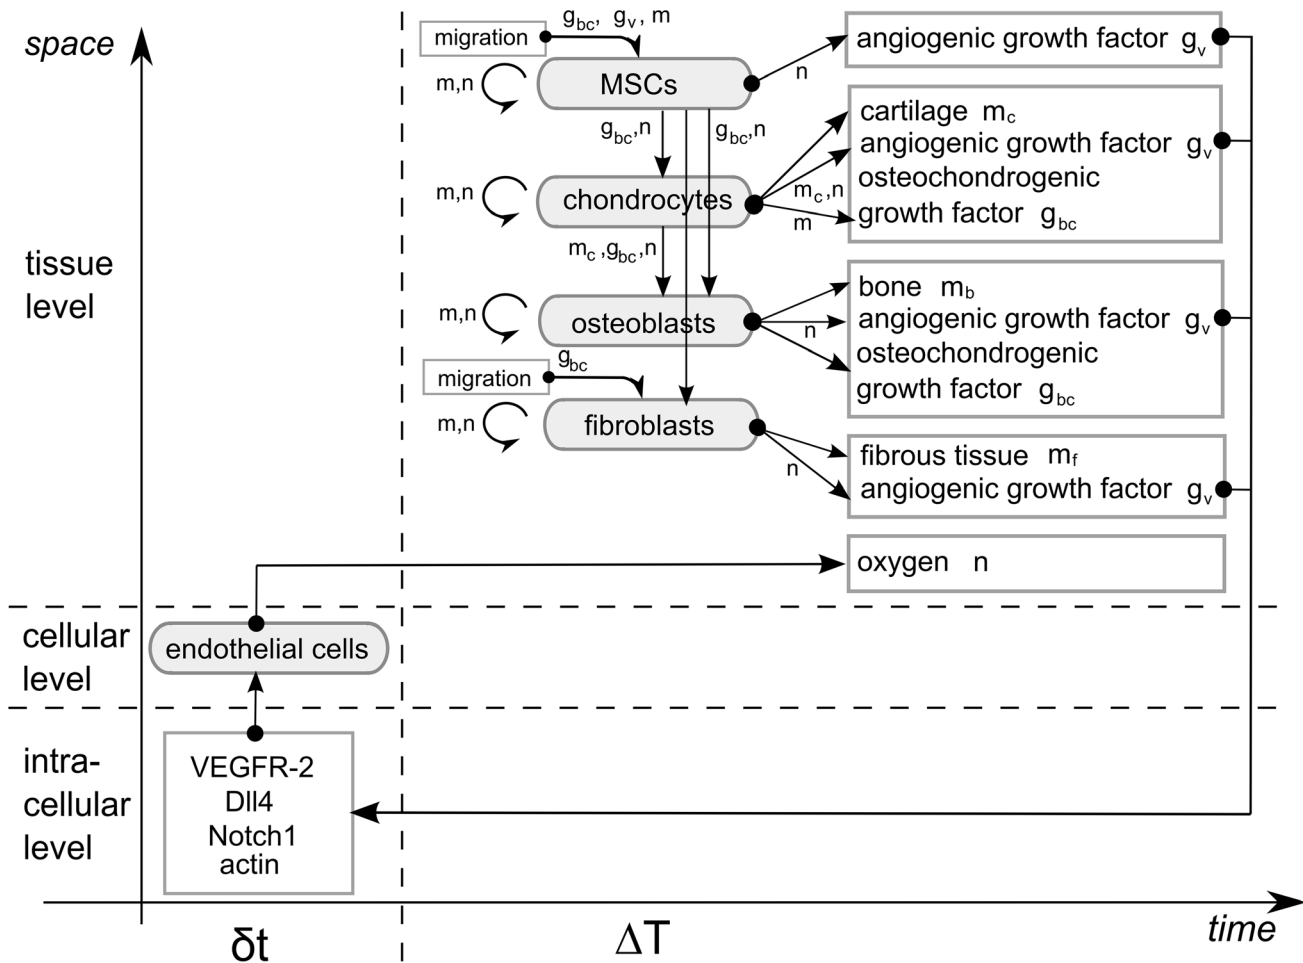 space
g_bc, g_v, m
migration
m,n
MSCs
n
angiogenic growth factor g_v
g_bc,n
g_bc,n
m,n
chondrocytes
m_c,n
m
cartilage m_c
angiogenic growth factor g_v
osteochondrogenic
growth factor g_bc
tissue
level
m_c ,g_bc,n
m,n
osteoblasts
n
bone m_b
angiogenic growth factor g_v
osteochondrogenic
growth factor g_bc
g_bc
migration
m,n
fibroblasts
n
fibrous tissue m_f
angiogenic growth factor g_v
oxygen n
cellular
level
endothelial cells
intra-
cellular
level
VEGFR-2
Dll4
Notch1
actin
δt
ΔT
time